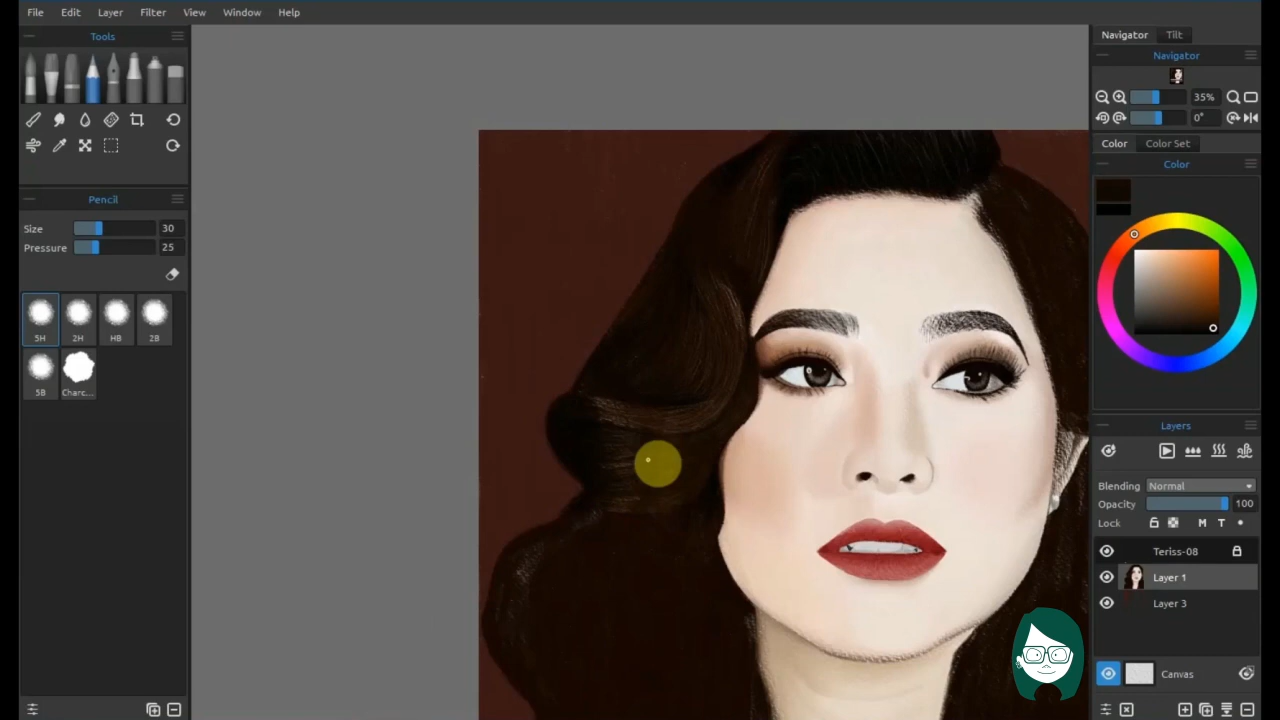 File Edit Layer Filter View Window Help
Tools
Pencil
Size 30
Pressure 25
5H 2H HB 2B
5B Charc...
Navigator Tilt
Navigator
35%
0°
Color Color Set
Color
Layers
Blending Normal
Opacity 100
Lock M T
Teriss-08
Layer 1
Layer 3
Canvas